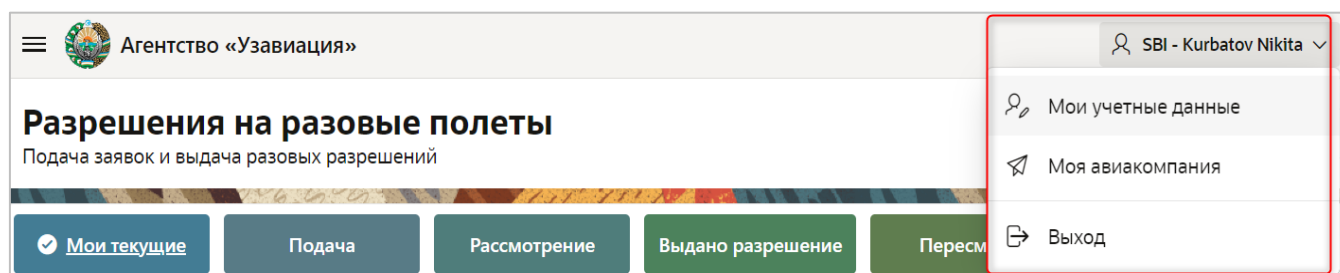 Агентство «Узавиация»
SBI - Kurbatov Nikita
Мои учетные данные
Моя авиакомпания
Выход
Разрешения на разовые полеты
Подача заявок и выдача разовых разрешений
Мои текущие
Подача
Рассмотрение
Выдано разрешение
Пересм